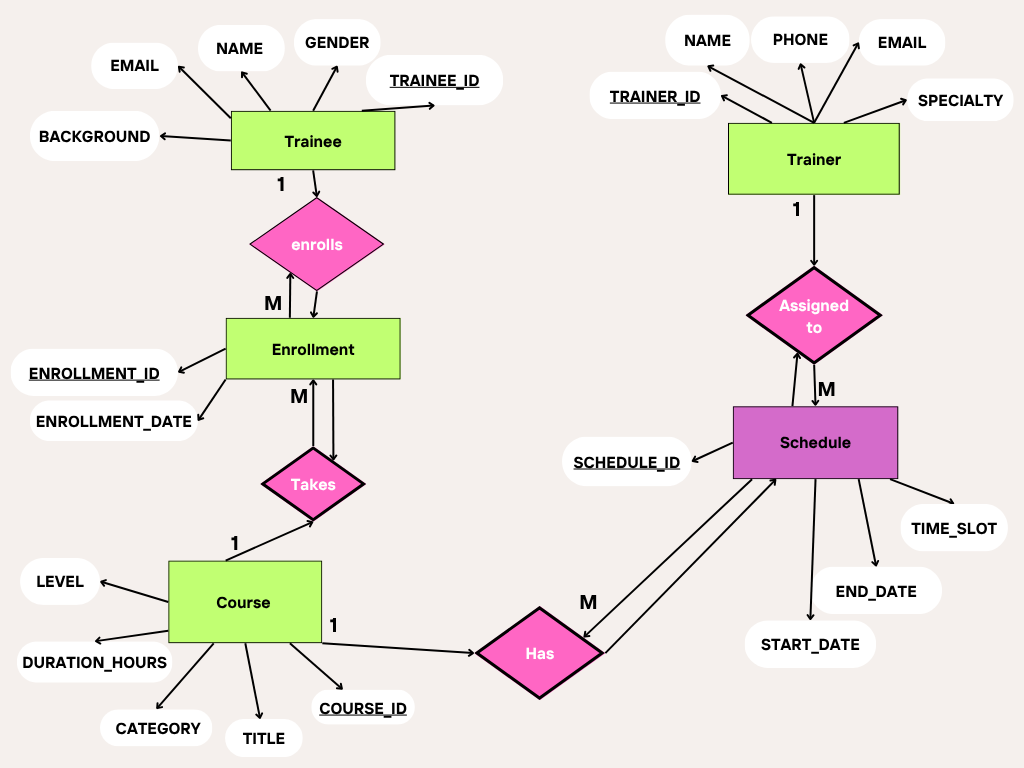 NAME
GENDER
EMAIL
TRAINEE_ID
BACKGROUND
Trainee
1
enrolls
M
Enrollment
ENROLLMENT_ID
ENROLLMENT_DATE
M
Takes
1
LEVEL
Course
DURATION_HOURS
CATEGORY
TITLE
COURSE_ID
1
Has
M
NAME
PHONE
EMAIL
TRAINER_ID
SPECIALTY
Trainer
1
Assigned
to
M
Schedule
SCHEDULE_ID
TIME_SLOT
END_DATE
START_DATE